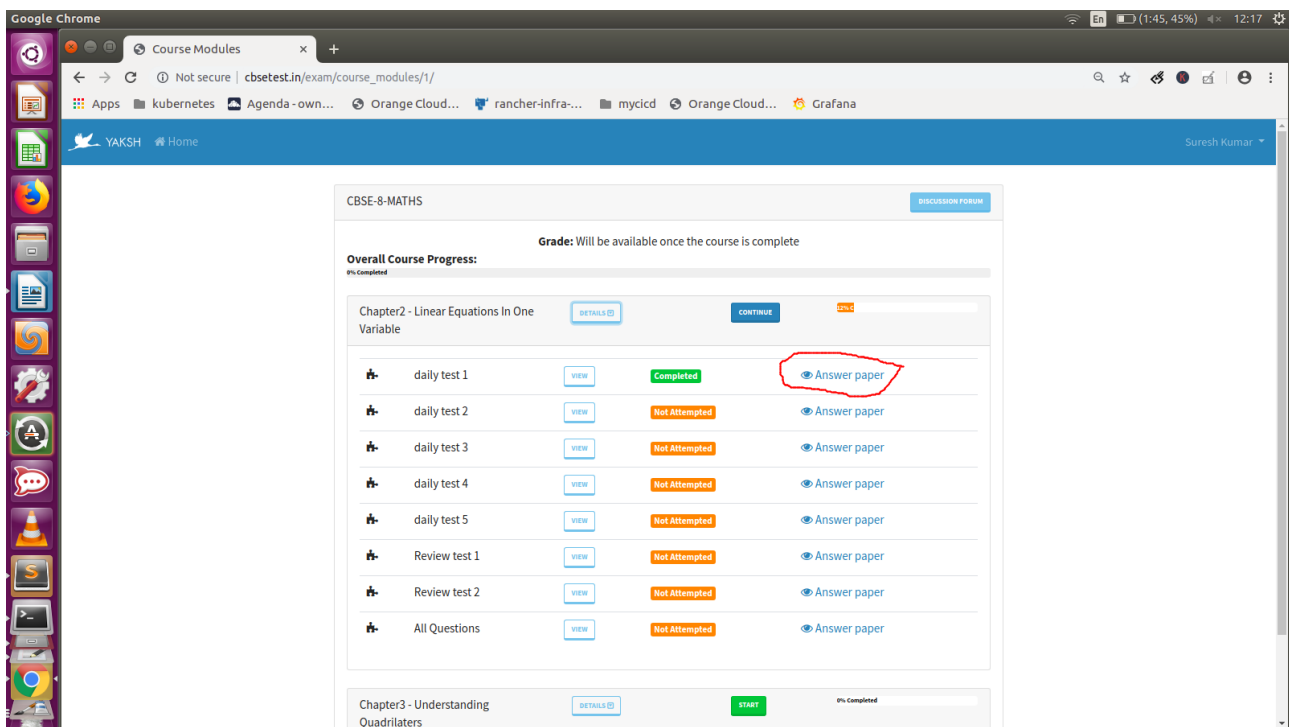 Google Chrome En (1:45, 45%) 12:17
Course Modules
Not secure | cbsetest.in/exam/course_modules/1/
Apps kubernetes Agenda - own... Orange Cloud... rancher-infra-... mycicd Orange Cloud... Grafana
YAKSH Home Suresh Kumar
CBSE-8-MATHS DISCUSSION FORUM
Grade: Will be available once the course is complete
Overall Course Progress:
0% Completed
Chapter2 - Linear Equations In One DETAILS CONTINUE 12% C
Variable
daily test 1 VIEW Completed Answer paper
daily test 2 VIEW Not Attempted Answer paper
daily test 3 VIEW Not Attempted Answer paper
daily test 4 VIEW Not Attempted Answer paper
daily test 5 VIEW Not Attempted Answer paper
Review test 1 VIEW Not Attempted Answer paper
Review test 2 VIEW Not Attempted Answer paper
All Questions VIEW Not Attempted Answer paper
Chapter3 - Understanding DETAILS START 0% Completed
Quadrilaters